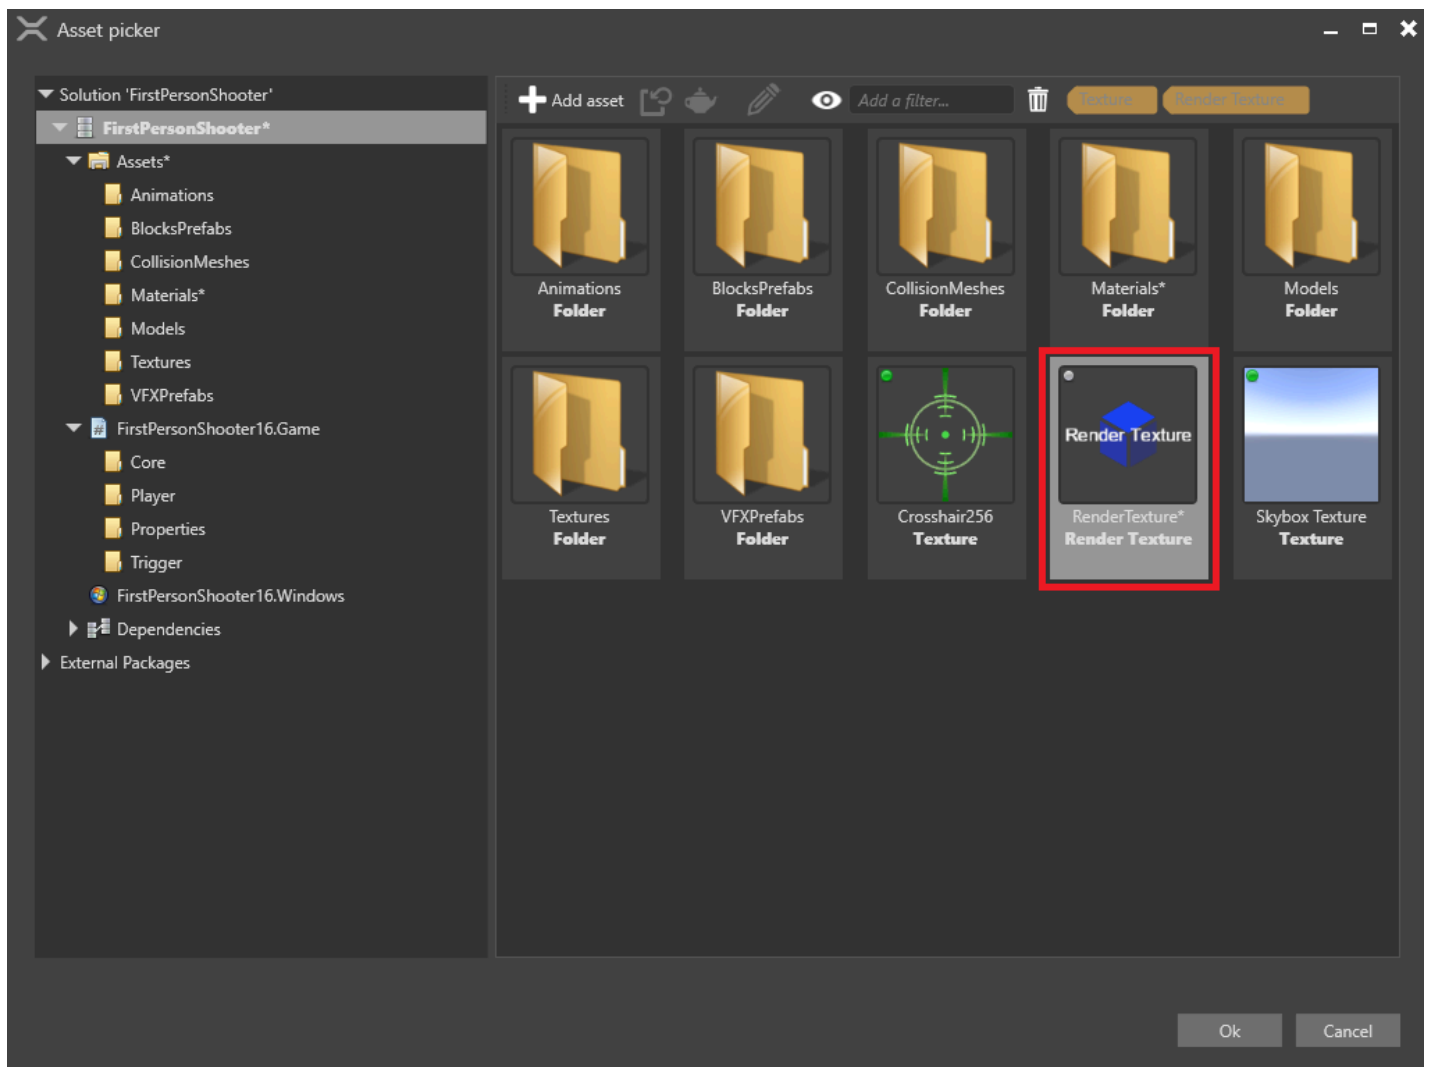 Asset picker
Solution 'FirstPersonShooter'
FirstPersonShooter*
Assets*
Animations
BlocksPrefabs
CollisionMeshes
Materials*
Models
Textures
VFXPrefabs
FirstPersonShooter16.Game
Core
Player
Properties
Trigger
FirstPersonShooter16.Windows
Dependencies
External Packages
Add asset Add a filter... Texture Render Texture
Animations BlocksPrefabs CollisionMeshes Materials* Models
Folder Folder Folder Folder Folder
Render Texture
Textures VFXPrefabs Crosshair256 RenderTexture* Skybox Texture
Folder Folder Texture Render Texture Texture
Ok Cancel